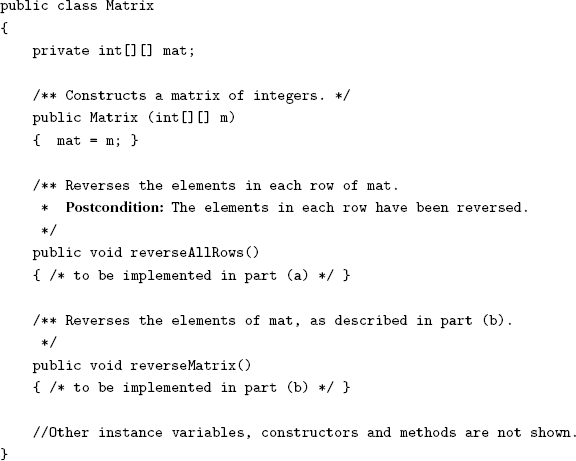 public class Matrix
{
    private int[][] mat;
    /** Constructs a matrix of integers. */
    public Matrix (int[][] m)
    {  mat = m; }
    /** Reverses the elements in each row of mat.
     *  Postcondition: The elements in each row have been reversed.
     */
    public void reverseAllRows()
    { /* to be implemented in part (a) */ }
    /** Reverses the elements of mat, as described in part (b).
     */
    public void reverseMatrix()
    { /* to be implemented in part (b) */ }
    //Other instance variables, constructors and methods are not shown.
}